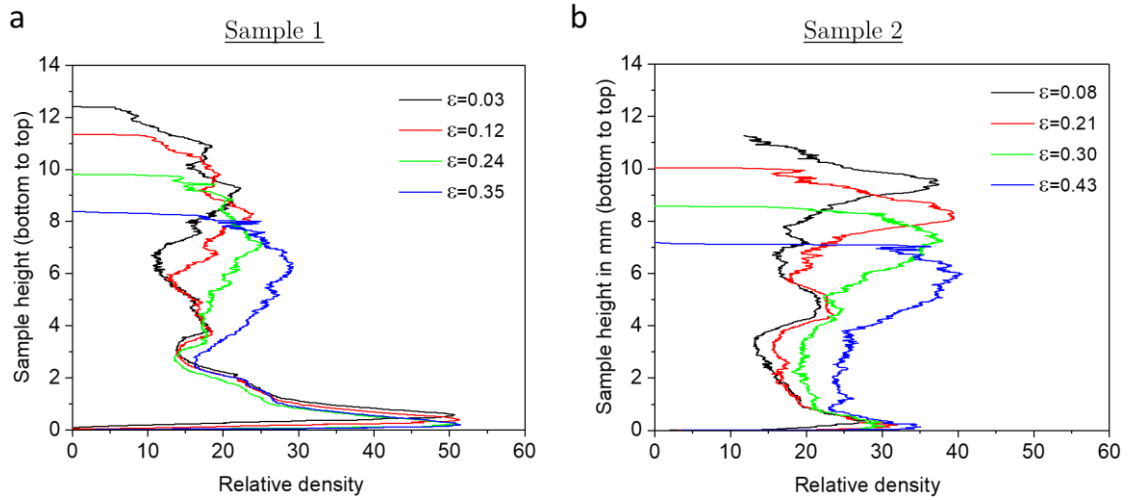 a
Sample 1
Sample height (bottom to top)
14
12
10
8
6
4
2
0
ε=0.03
ε=0.12
ε=0.24
ε=0.35
0 10 20 30 40 50 60
Relative density
b
Sample 2
Sample height in mm (bottom to top)
14
12
10
8
6
4
2
0
ε=0.08
ε=0.21
ε=0.30
ε=0.43
0 10 20 30 40 50 60
Relative density